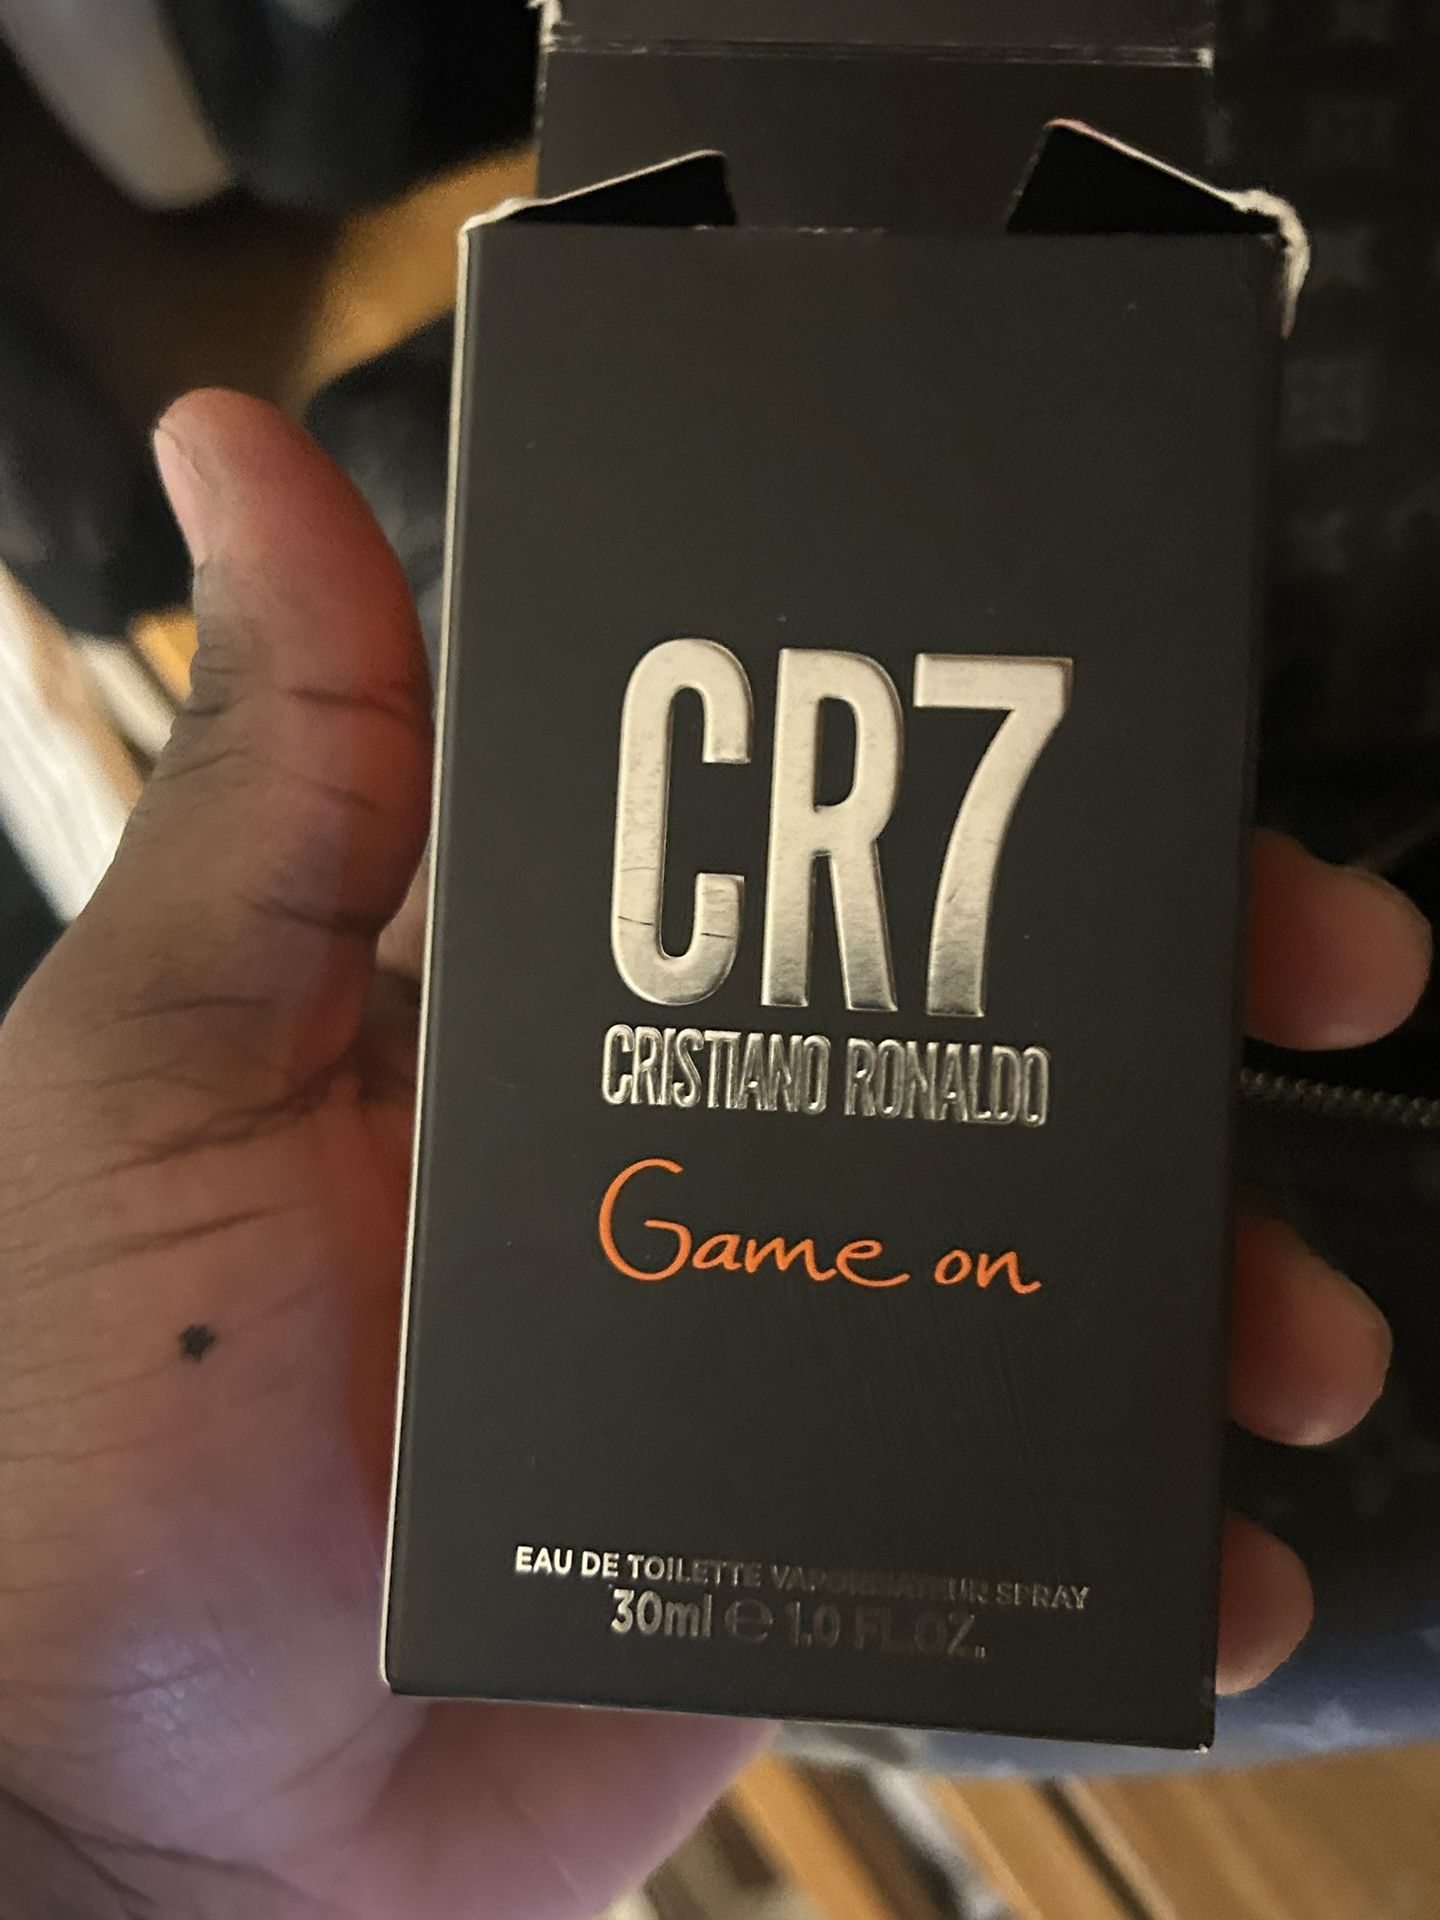 CR7
CRISTIANO RONALDO
Game on
EAU DE TOILETTE VAPORISATEUR SPRAY
30ml ℮ 1.0 FL.OZ.